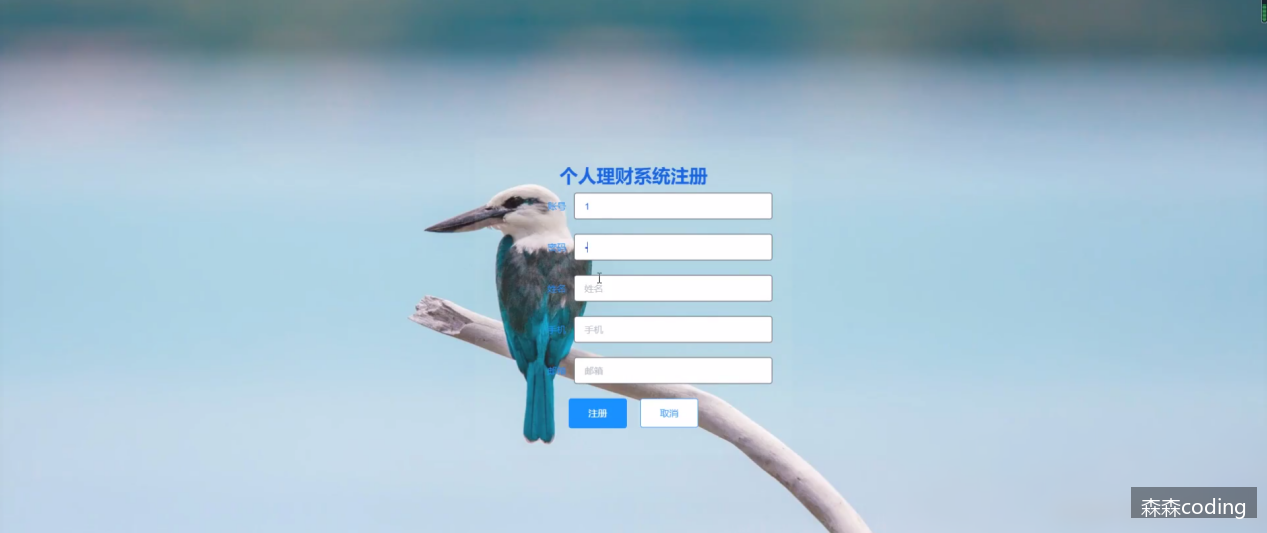 个人理财系统注册
账号 1
密码
姓名 姓名
手机 手机
邮箱 邮箱
注册 取消
森森coding